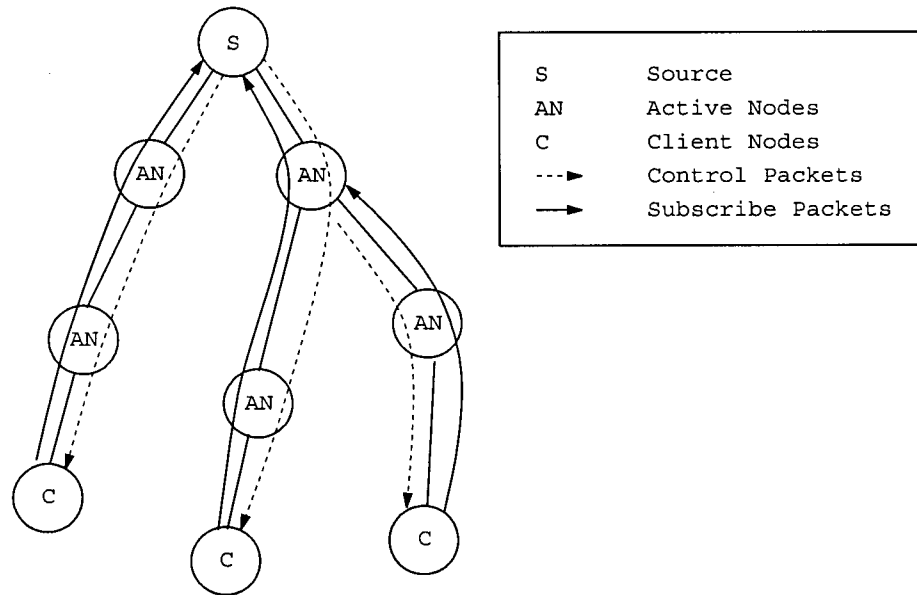 S
S Source
AN Active Nodes
C Client Nodes
Control Packets
Subscribe Packets
AN
AN
AN
AN
AN
C
C
C